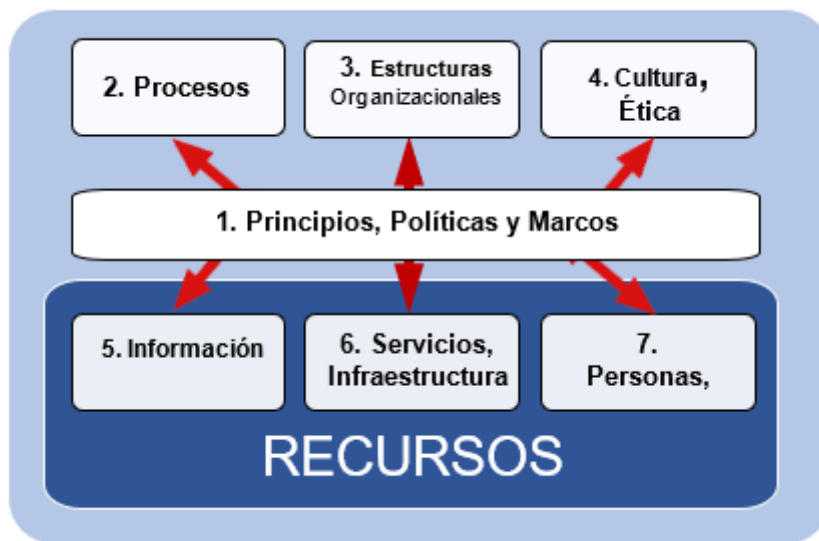 2. Procesos
3. Estructuras
Organizacionales
4. Cultura,
Ética
1. Principios, Políticas y Marcos
5. Información
6. Servicios,
Infraestructura
7.
Personas,
RECURSOS